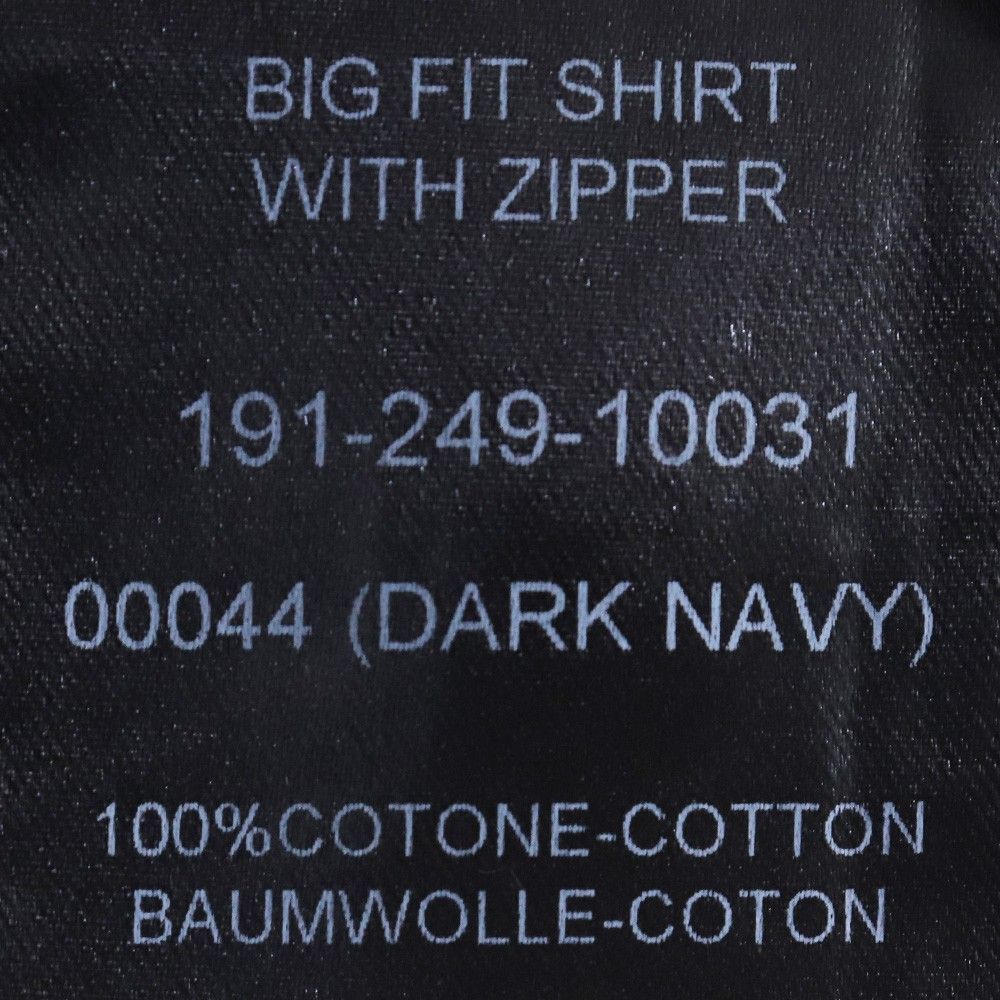 BIG FIT SHIRT
WITH ZIPPER
191-249-10031
00044 (DARK NAVY)
100%COTONE-COTTON
BAUMWOLLE-COTON